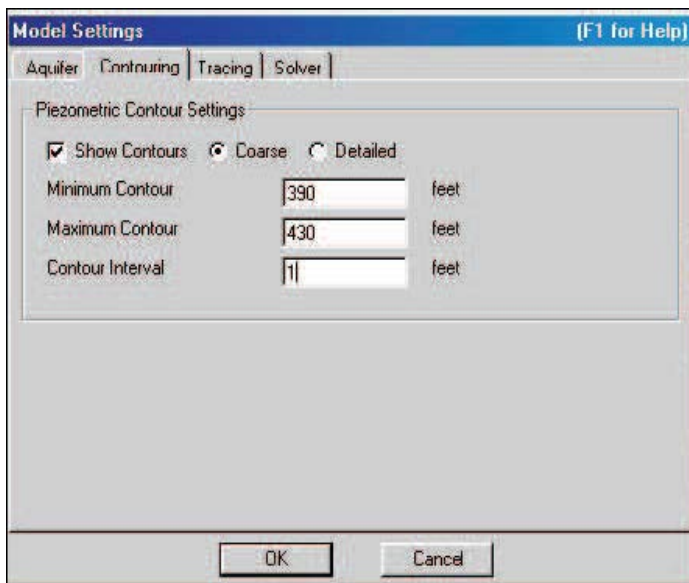 Model Settings (F1 for Help)
Aquifer Contouring Tracing Solver
Piezometric Contour Settings
Show Contours Coarse Detailed
Minimum Contour 390 feet
Maximum Contour 430 feet
Contour Interval 1 feet
OK Cancel